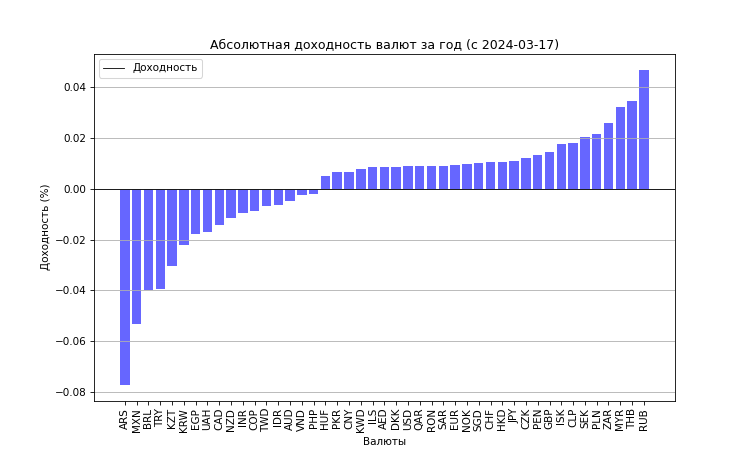 Абсолютная доходность валют за год (с 2024-03-17)
Доходность
0.04
0.02
0.00
−0.02
−0.04
−0.06
−0.08
Доходность (%)
ARS MXN BRL TRY KZT KRW EGP UAH CAD NZD INR COP TWD IDR AUD VND PHP HUF PKR CNY KWD ILS AED DKK USD QAR RON SAR EUR NOK SGD CHF HKD JPY CZK PEN GBP ISK CLP SEK PLN ZAR MYR THB RUB
Валюты